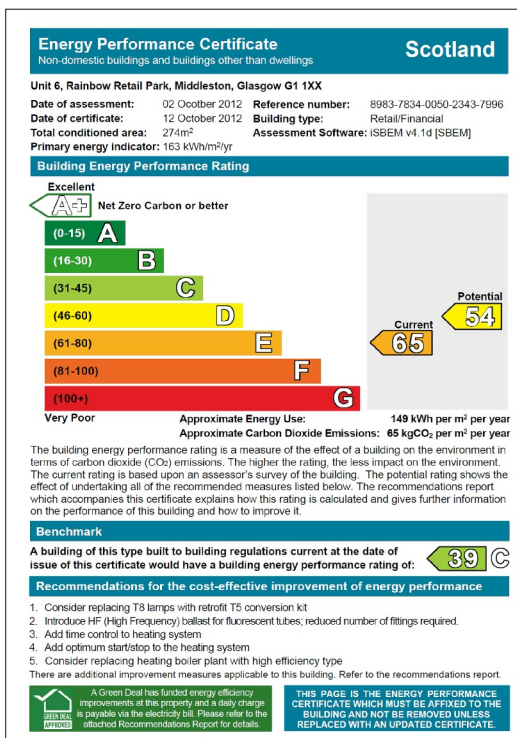 Energy Performance Certificate
Non-domestic buildings and buildings other than dwellings
Scotland
Unit 6, Rainbow Retail Park, Middleston, Glasgow G1 1XX
Date of assessment: 02 Ocotber 2012 Reference number: 8983-7834-0050-2343-7996
Date of certificate: 12 October 2012 Building type: Retail/Financial
Total conditioned area: 274m² Assessment Software: iSBEM v4.1d [SBEM]
Primary energy indicator: 163 kWh/m²/yr
Building Energy Performance Rating
Excellent
A+ Net Zero Carbon or better
(0-15) A
(16-30) B
(31-45) C
(46-60) D
(61-80) E
(81-100) F
(100+) G
Very Poor
Potential
54
Current
65
Approximate Energy Use: 149 kWh per m² per year
Approximate Carbon Dioxide Emissions: 65 kgCO₂ per m² per year
The building energy performance rating is a measure of the effect of a building on the environment in
terms of carbon dioxide (CO₂) emissions. The higher the rating, the less impact on the environment.
The current rating is based upon an assessor's survey of the building. The potential rating shows the
effect of undertaking all of the recommended measures listed below. The recommendations report
which accompanies this certificate explains how this rating is calculated and gives further information
on the performance of this building and how to improve it.
Benchmark
A building of this type built to building regulations current at the date of
issue of this certificate would have a building energy performance rating of:
39 C
Recommendations for the cost-effective improvement of energy performance
1. Consider replacing T8 lamps with retrofit T5 conversion kit
2. Introduce HF (High Frequency) ballast for fluorescent tubes; reduced number of fittings required.
3. Add time control to heating system
4. Add optimum start/stop to the heating system
5. Consider replacing heating boiler plant with high efficiency type
There are additional improvement measures applicable to this building. Refer to the recommendations report.
GREEN DEAL
APPROVED
A Green Deal has funded energy efficiency
improvements at this property and a daily charge
is payable via the electricity bill. Please refer to the
attached Recommendations Report for details.
THIS PAGE IS THE ENERGY PERFORMANCE
CERTIFICATE WHICH MUST BE AFFIXED TO THE
BUILDING AND NOT BE REMOVED UNLESS
REPLACED WITH AN UPDATED CERTIFICATE.